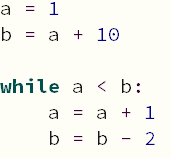 a = 1
b = a + 10

while a < b:
    a = a + 1
    b = b - 2